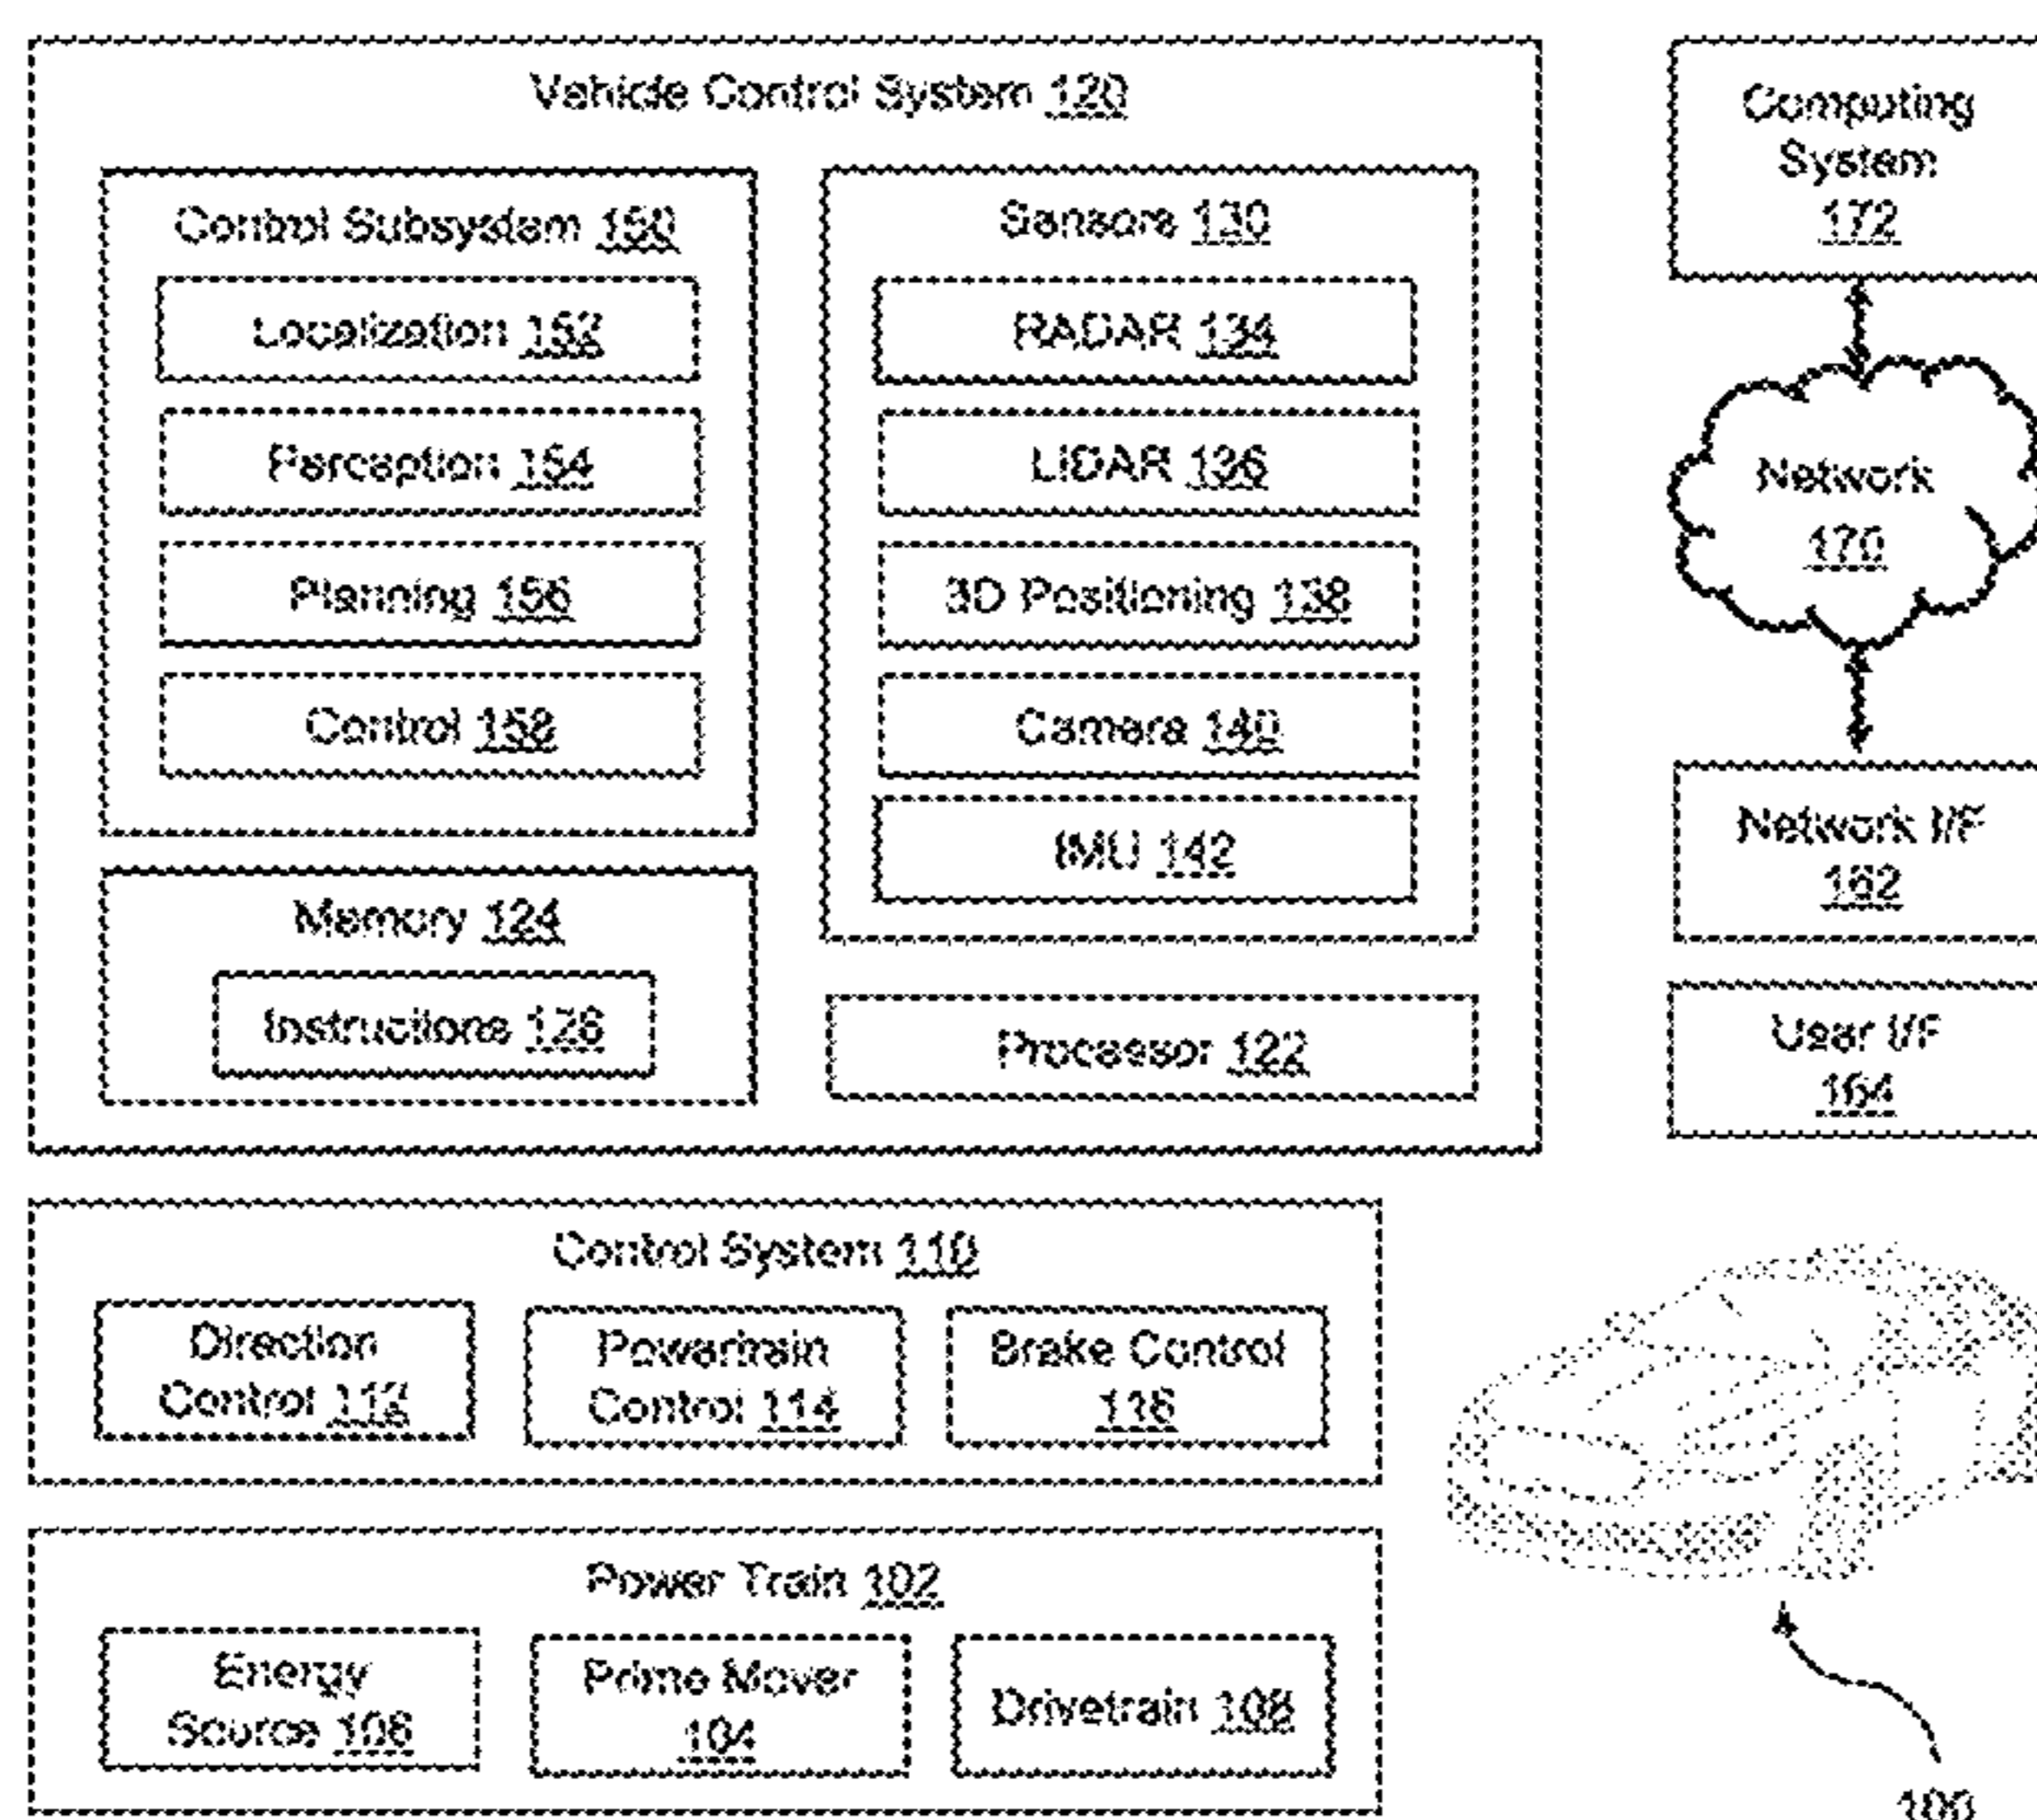 Vehicle Control System 120
Control Subsystem 150
Localization 152
Perception 154
Planning 156
Control 158
Memory 124
Instructions 126
Sensors 130
RADAR 134
LIDAR 136
3D Positioning 138
Camera 140
IMU 142
Processor 122
Computing
System
172
Network
170
Network I/F
162
User I/F
164
Control System 110
Direction
Control 112
Powertrain
Control 114
Brake Control
116
Power Train 102
Energy
Source 106
Prime Mover
104
Drivetrain 108
100